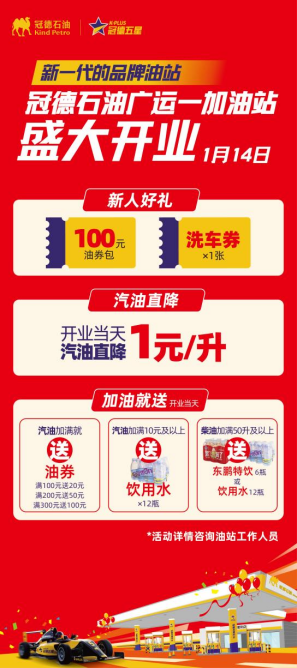 冠德石油
Kind Petro
K·PLUS
冠德五星
新一代的品牌油站
冠德石油广运一加油站
盛大开业 1月14日
新人好礼
100元
油券包
洗车券
×1张
汽油直降
开业当天
汽油直降 1元/升
加油就送 开业当天
汽油加满就
送
油券
满100元送20元
满200元送50元
满300元送100元
汽油加满10元及以上
送
饮用水
×12瓶
柴油加满50升及以上
送
东鹏特饮 6瓶
或
饮用水 12瓶
*活动详情咨询油站工作人员